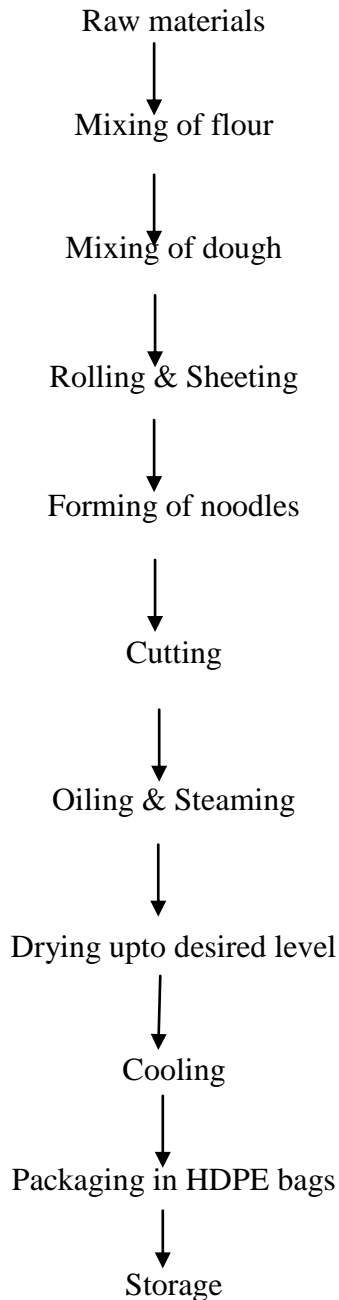 Raw materials
Mixing of flour
Mixing of dough
Rolling & Sheeting
Forming of noodles
Cutting
Oiling & Steaming
Drying upto desired level
Cooling
Packaging in HDPE bags
Storage